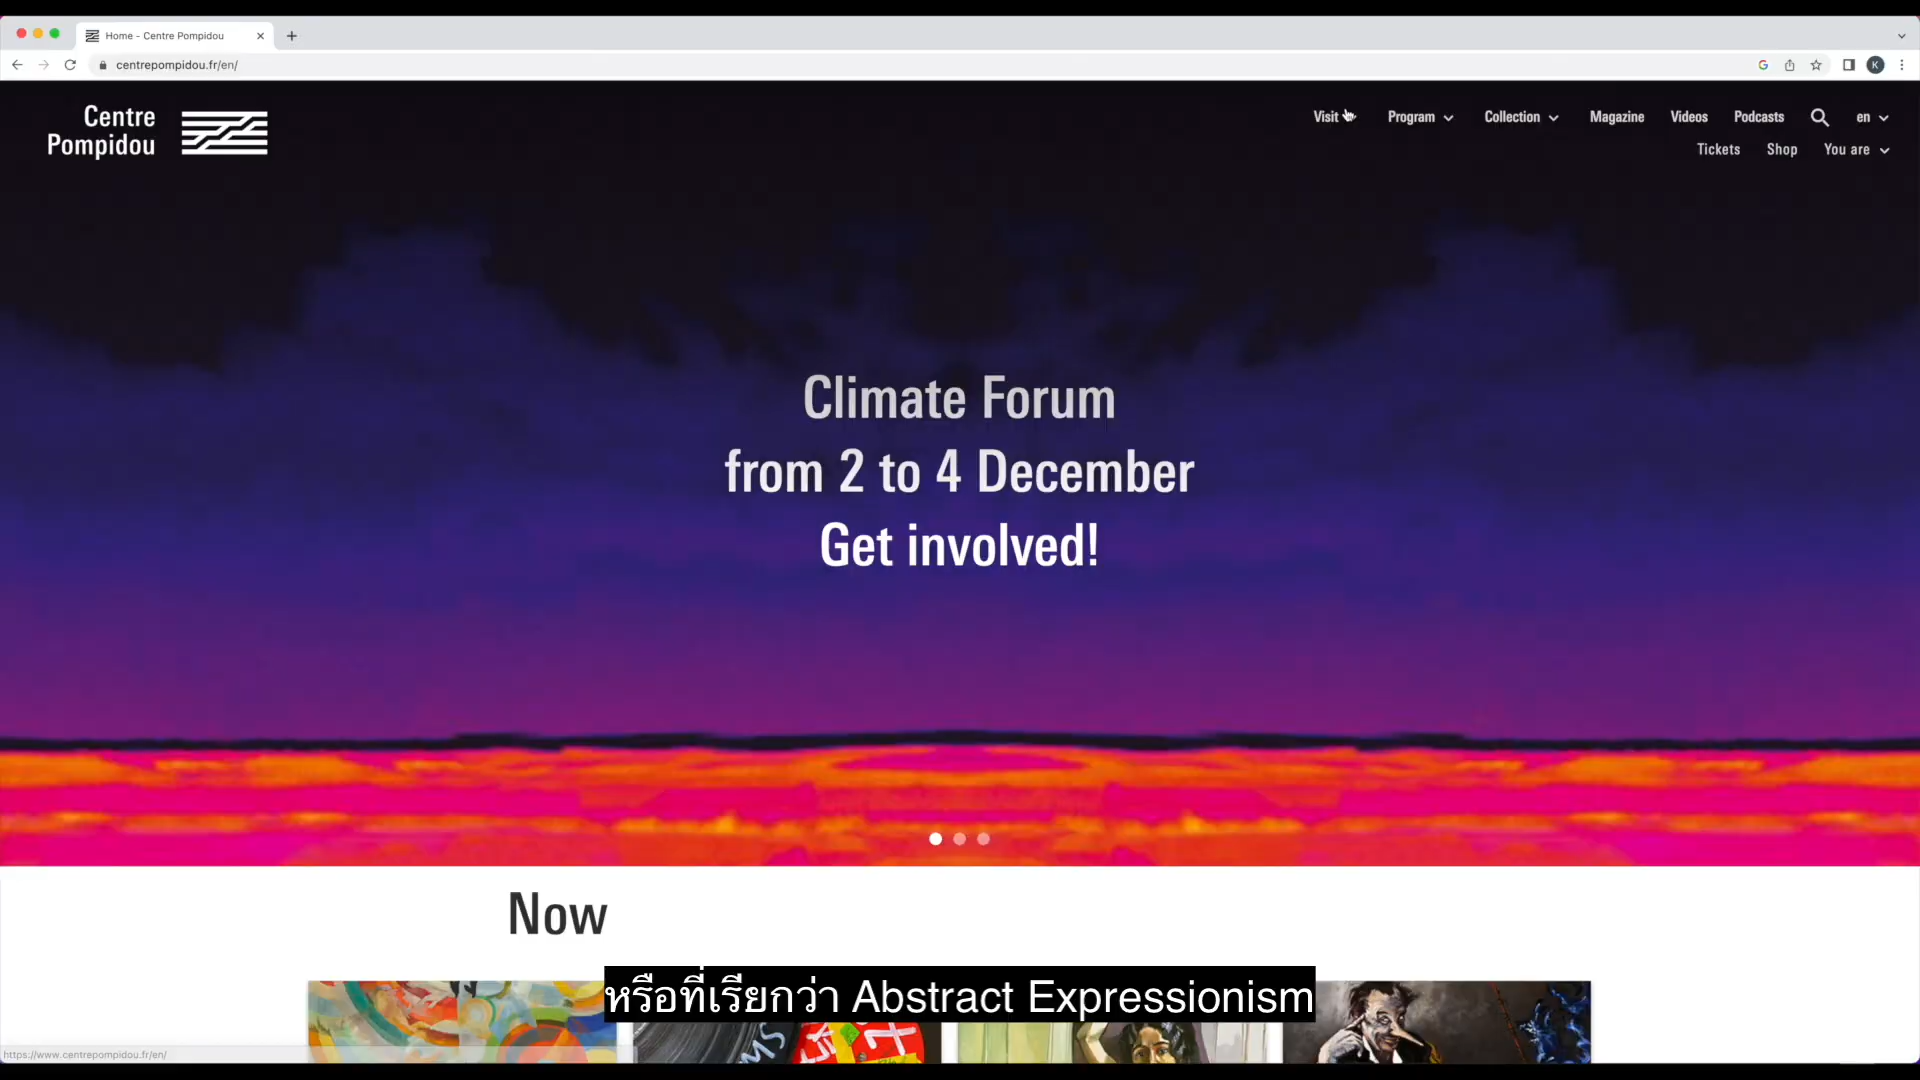 Home - Centre Pompidou
centrepompidou.fr/en/
K
Centre
Pompidou
Visit Program Collection Magazine Videos Podcasts en
Tickets Shop You are
Climate Forum
from 2 to 4 December
Get involved!
Now
หรือที่เรียกว่า Abstract Expressionism
https://www.centrepompidou.fr/en/